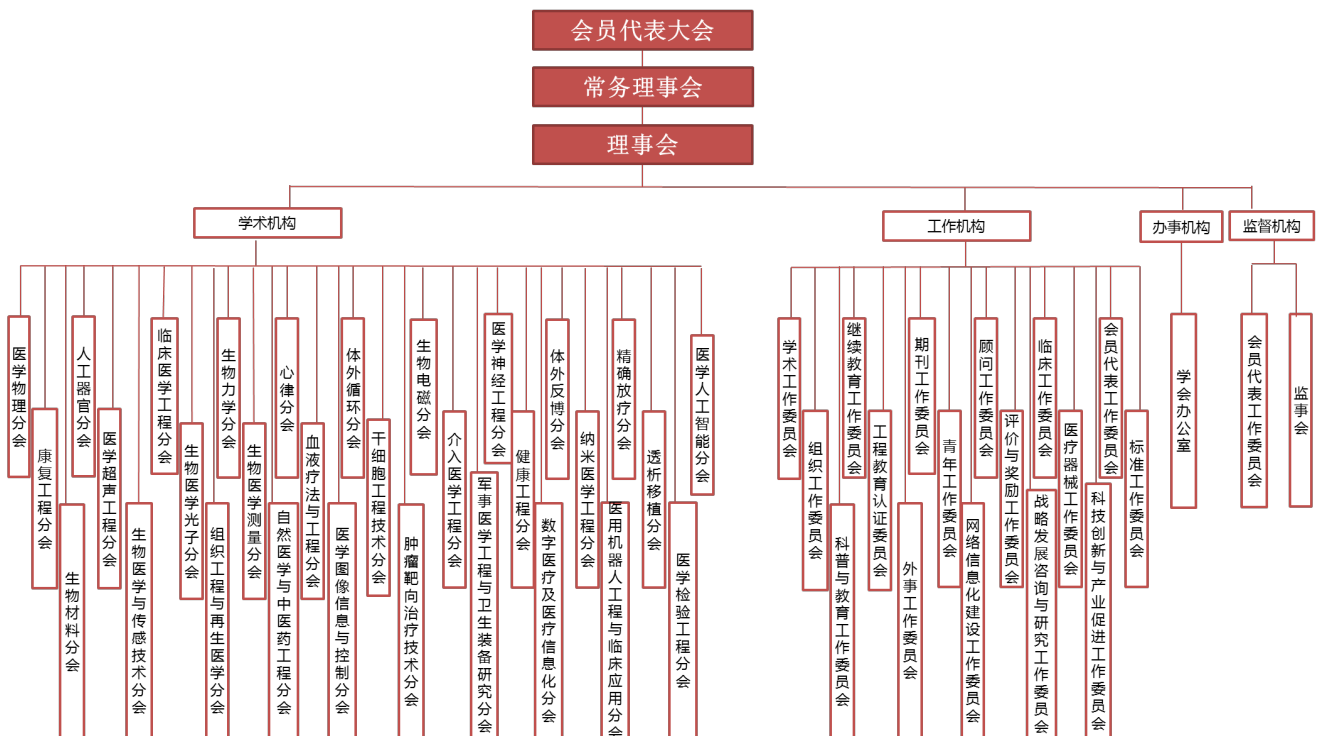 会员代表大会
常务理事会
理事会
学术机构
工作机构
办事机构
监督机构
医学物理分会
康复工程分会
生物材料分会
人工器官分会
医学超声工程分会
生物医学与传感技术分会
临床医学工程分会
生物医学光子分会
组织工程与再生医学分会
生物力学分会
生物医学测量分会
自然医学与中医药工程分会
心律分会
血液疗法与工程分会
医学图像信息与控制分会
体外循环分会
干细胞工程技术分会
肿瘤靶向治疗技术分会
生物电磁分会
介入医学工程分会
军事医学工程与卫生装备研究分会
医学神经工程分会
健康工程分会
数字医疗及医疗信息化分会
体外反博分会
纳米医学工程分会
医用机器人工程与临床应用分会
精确放疗分会
透析移植分会
医学检验工程分会
医学人工智能分会
学术工作委员会
组织工作委员会
科普与教育工作委员会
继续教育工作委员会
工程教育认证委员会
外事工作委员会
期刊工作委员会
青年工作委员会
网络信息化建设工作委员会
顾问工作委员会
评价与奖励工作委员会
战略发展咨询与研究工作委员会
临床工作委员会
医疗器械工作委员会
科技创新与产业促进工作委员会
会员代表工作委员会
标准工作委员会
学会办公室
会员代表工作委员会
监事会